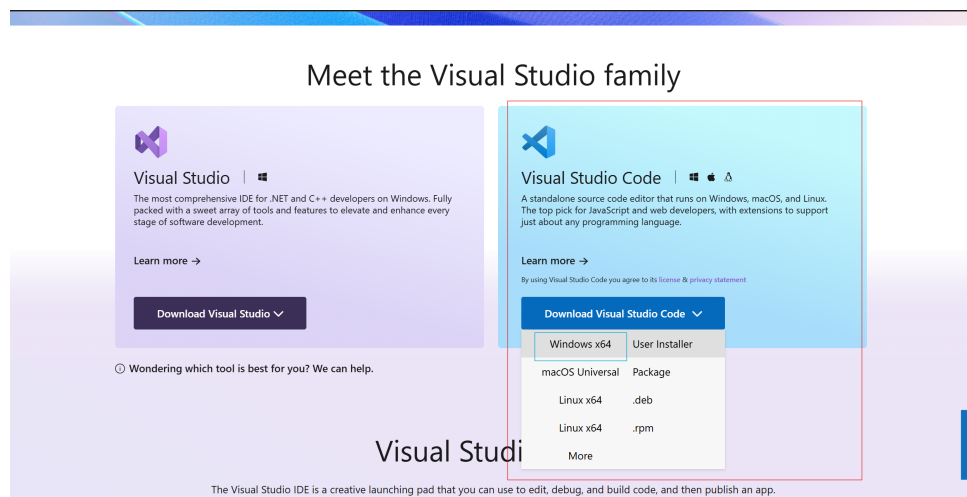 Meet the Visual Studio family
Visual Studio
The most comprehensive IDE for .NET and C++ developers on Windows. Fully
packed with a sweet array of tools and features to elevate and enhance every
stage of software development.
Learn more →
Download Visual Studio
Visual Studio Code
A standalone source code editor that runs on Windows, macOS, and Linux.
The top pick for JavaScript and web developers, with extensions to support
just about any programming language.
Learn more →
By using Visual Studio Code you agree to its license & privacy statement
Download Visual Studio Code
Windows x64 User Installer
macOS Universal Package
Linux x64 .deb
Linux x64 .rpm
More
Wondering which tool is best for you? We can help.
Visual Studi
The Visual Studio IDE is a creative launching pad that you can use to edit, debug, and build code, and then publish an app.